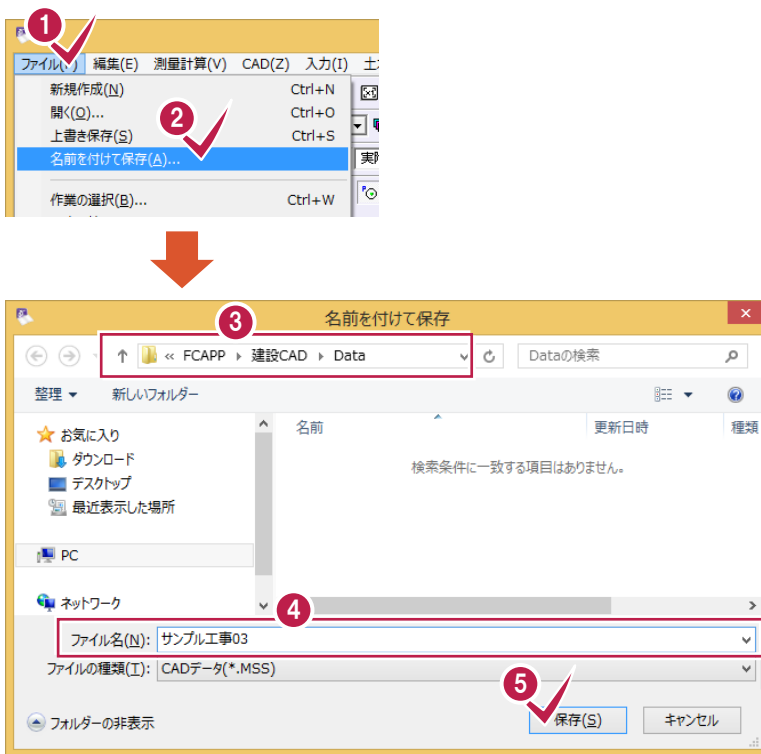 1
ファイル(F) 編集(E) 測量計算(V) CAD(Z) 入力(I)
新規作成(N) Ctrl+N
開く(O)... Ctrl+O
2
上書き保存(S) Ctrl+S
名前を付けて保存(A)...
作業の選択(B)... Ctrl+W
名前を付けて保存
3
« FCAPP 建設CAD Data
Dataの検索
整理 新しいフォルダー
お気に入り
ダウンロード
デスクトップ
最近表示した場所
PC
ネットワーク
名前 更新日時 種類
検索条件に一致する項目はありません。
4
ファイル名(N): サンプル工事03
ファイルの種類(T): CADデータ(*.MSS)
5
フォルダーの非表示
保存(S) キャンセル